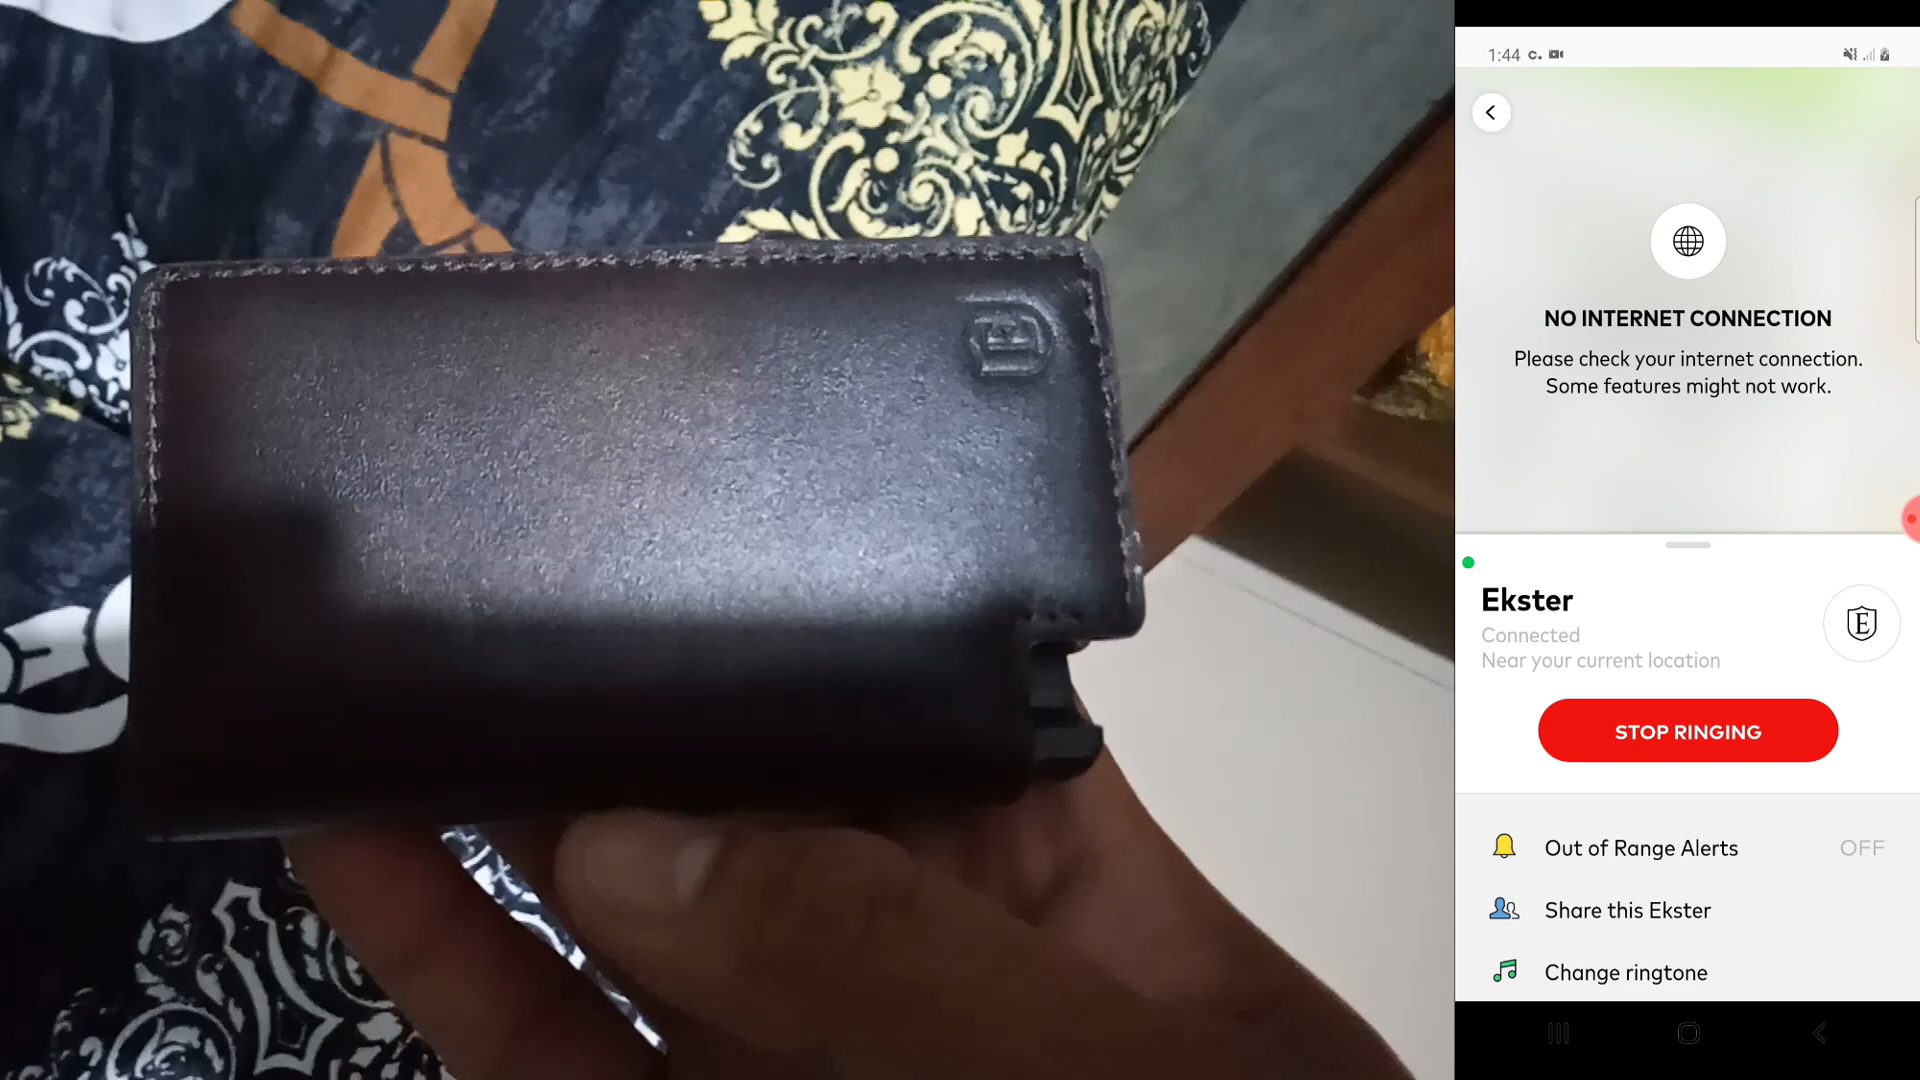 1:44
NO INTERNET CONNECTION
Please check your internet connection.
Some features might not work.
Ekster
E
Connected
Near your current location
STOP RINGING
Out of Range Alerts OFF
Share this Ekster
Change ringtone